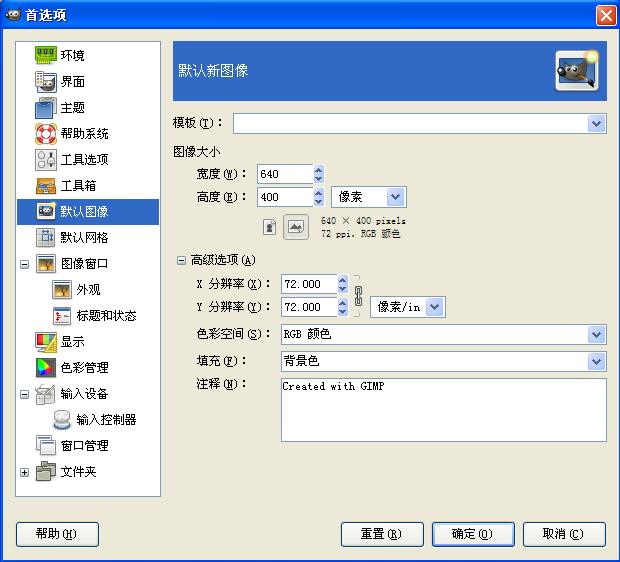 首选项
环境
界面
主题
帮助系统
工具选项
工具箱
默认图像
默认网格
图像窗口
外观
标题和状态
显示
色彩管理
输入设备
输入控制器
窗口管理
文件夹
默认新图像
模板(T)：
图像大小
宽度(W)： 640
高度(E)： 400 像素
640 × 400 pixels
72 ppi, RGB 颜色
高级选项(A)
X 分辨率(X)： 72.000
Y 分辨率(Y)： 72.000 像素/in
色彩空间(S)： RGB 颜色
填充(F)： 背景色
注释(N)： Created with GIMP
帮助(H) 重置(R) 确定(O) 取消(C)